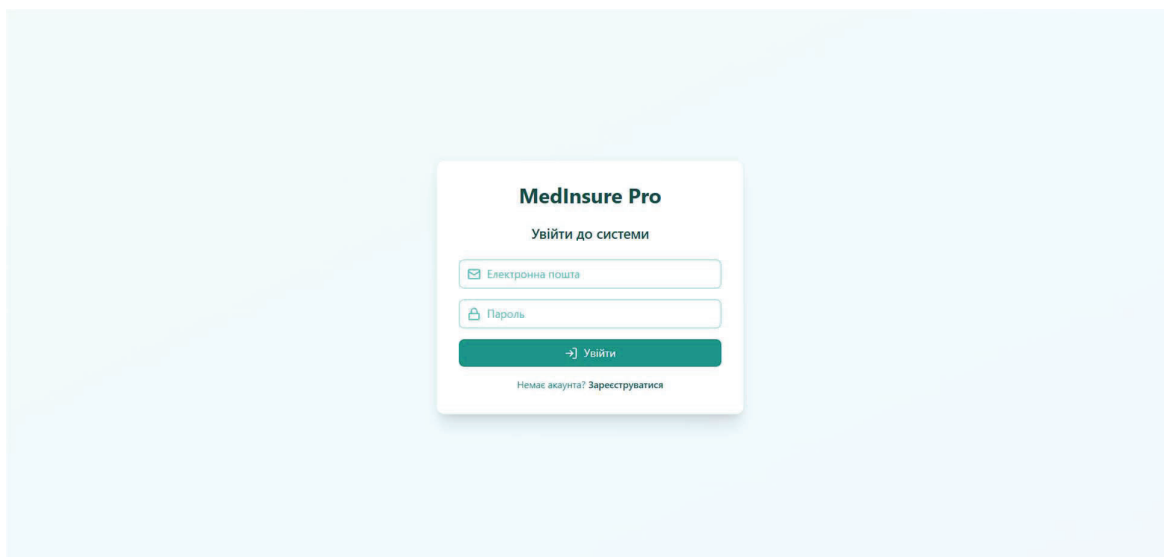 MedInsure Pro
Увійти до системи
Електронна пошта
Пароль
Увійти
Немає акаунта? Зареєструватися